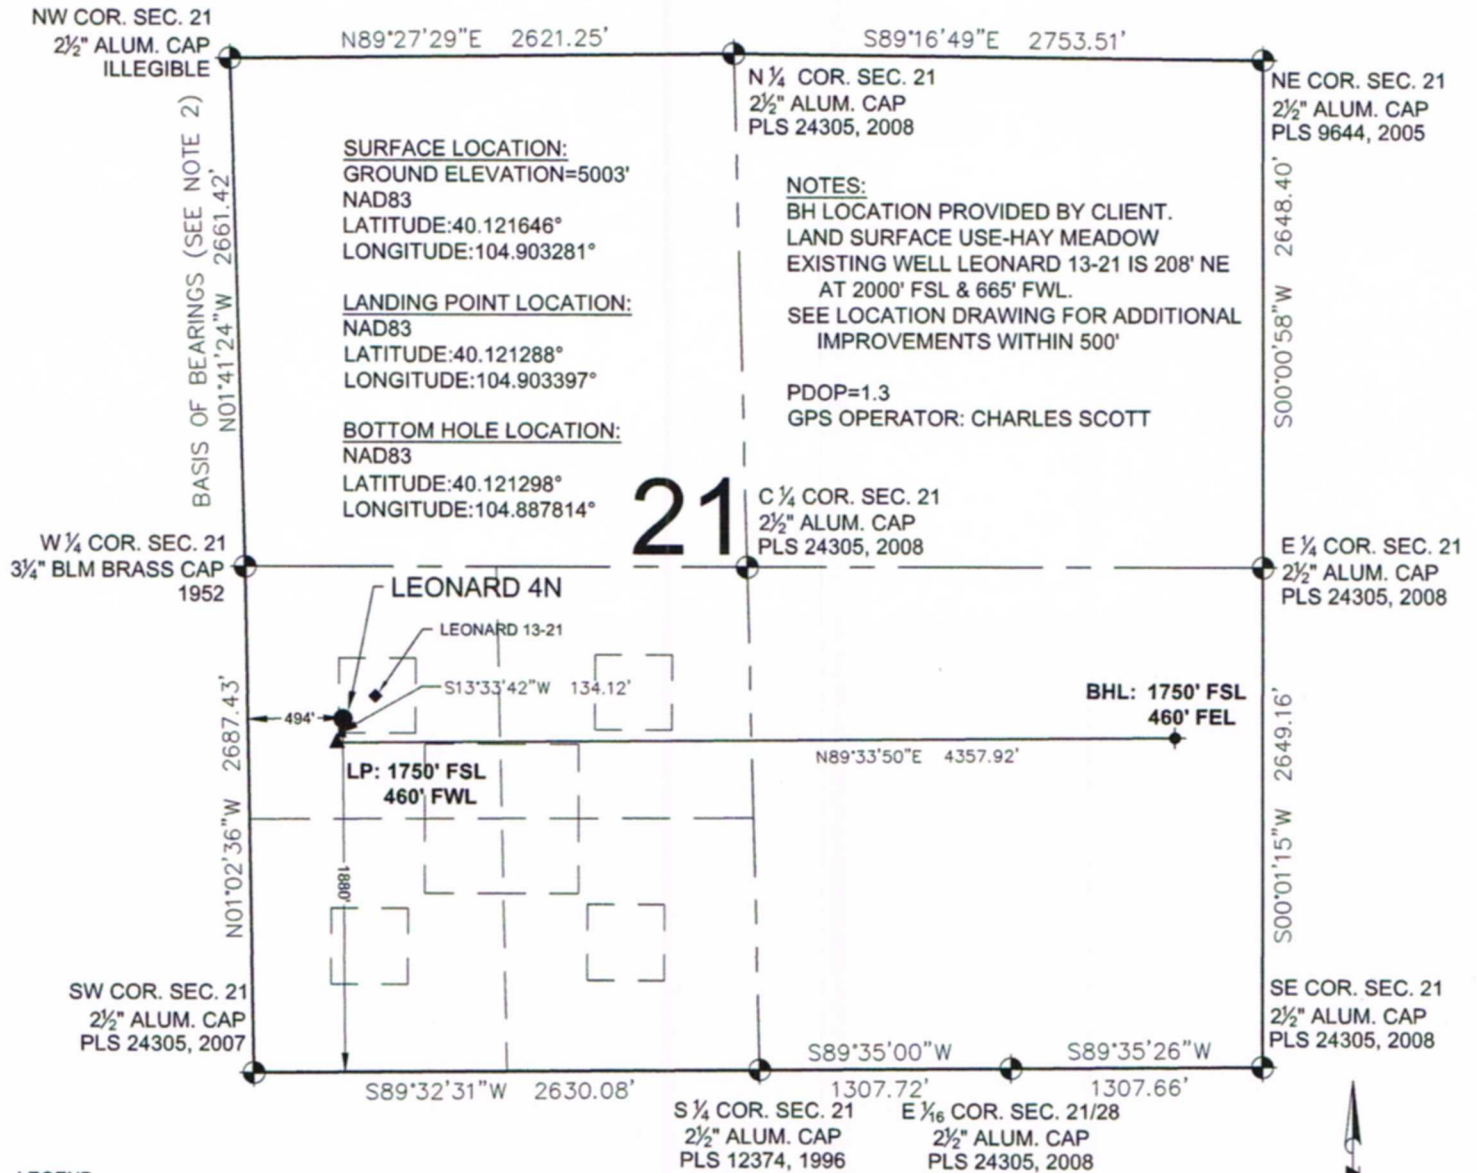 NW COR. SEC. 21
2½" ALUM. CAP
ILLEGIBLE
N89°27'29"E 2621.25'
S89°16'49"E 2753.51'
N ¼ COR. SEC. 21
2½" ALUM. CAP
PLS 24305, 2008
NE COR. SEC. 21
2½" ALUM. CAP
PLS 9644, 2005
BASIS OF BEARINGS (SEE NOTE 2)
N01°41'24"W 2661.42'
SURFACE LOCATION:
GROUND ELEVATION=5003'
NAD83
LATITUDE:40.121646°
LONGITUDE:104.903281°
LANDING POINT LOCATION:
NAD83
LATITUDE:40.121288°
LONGITUDE:104.903397°
BOTTOM HOLE LOCATION:
NAD83
LATITUDE:40.121298°
LONGITUDE:104.887814°
NOTES:
BH LOCATION PROVIDED BY CLIENT.
LAND SURFACE USE-HAY MEADOW
EXISTING WELL LEONARD 13-21 IS 208' NE
AT 2000' FSL & 665' FWL.
SEE LOCATION DRAWING FOR ADDITIONAL
IMPROVEMENTS WITHIN 500'
PDOP=1.3
GPS OPERATOR: CHARLES SCOTT
S00°00'58"W 2648.40'
21
C ¼ COR. SEC. 21
2½" ALUM. CAP
PLS 24305, 2008
W ¼ COR. SEC. 21
3¼" BLM BRASS CAP
1952
E ¼ COR. SEC. 21
2½" ALUM. CAP
PLS 24305, 2008
LEONARD 4N
LEONARD 13-21
S13°33'42"W 134.12'
494'
BHL: 1750' FSL
460' FEL
N89°33'50"E 4357.92'
LP: 1750' FSL
460' FWL
1880'
N01°02'36"W 2687.43'
S00°01'15"W 2649.16'
SW COR. SEC. 21
2½" ALUM. CAP
PLS 24305, 2007
SE COR. SEC. 21
2½" ALUM. CAP
PLS 24305, 2008
S89°32'31"W 2630.08'
S89°35'00"W
1307.72'
S89°35'26"W
1307.66'
S ¼ COR. SEC. 21
2½" ALUM. CAP
PLS 12374, 1996
E 1/16 COR. SEC. 21/28
2½" ALUM. CAP
PLS 24305, 2008